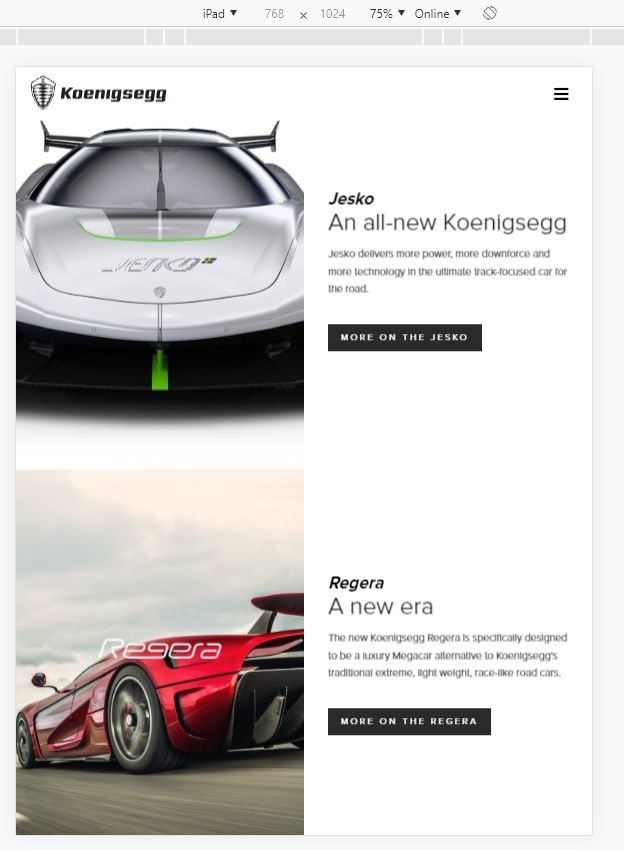 iPad 768 x 1024 75% Online
Koenigsegg
JESKO
Jesko
An all-new Koenigsegg
Jesko delivers more power, more downforce and
more technology in the ultimate track-focused car for
the road.
MORE ON THE JESKO
Regera
Regera
A new era
The new Koenigsegg Regera is specifically designed
to be a luxury Megacar alternative to Koenigsegg's
traditional extreme, light weight, race-like road cars.
MORE ON THE REGERA